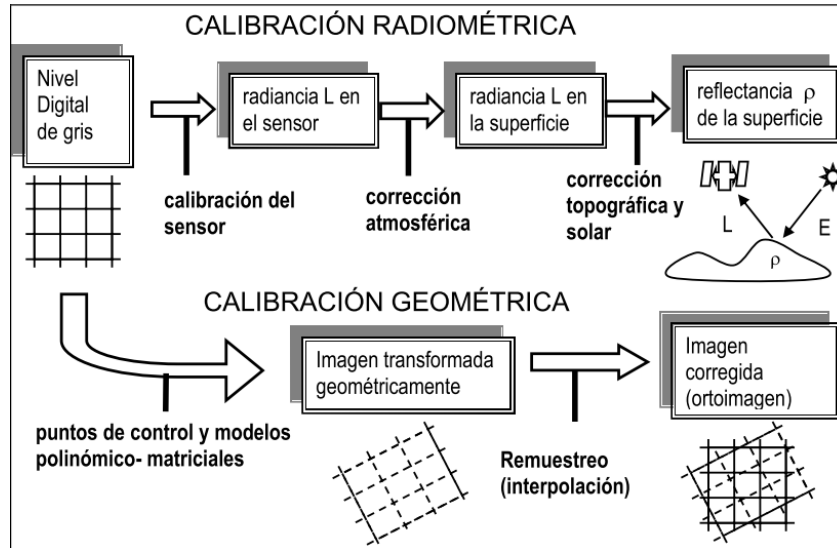 CALIBRACIÓN RADIOMÉTRICA
Nivel
Digital
de gris
radiancia L en
el sensor
radiancia L en
la superficie
reflectancia ρ
de la superficie
calibración del
sensor
corrección
atmosférica
corrección
topográfica y
solar
L
E
ρ
CALIBRACIÓN GEOMÉTRICA
Imagen transformada
geométricamente
Imagen
corregida
(ortoimagen)
puntos de control y modelos
polinómico- matriciales
Remuestreo
(interpolación)